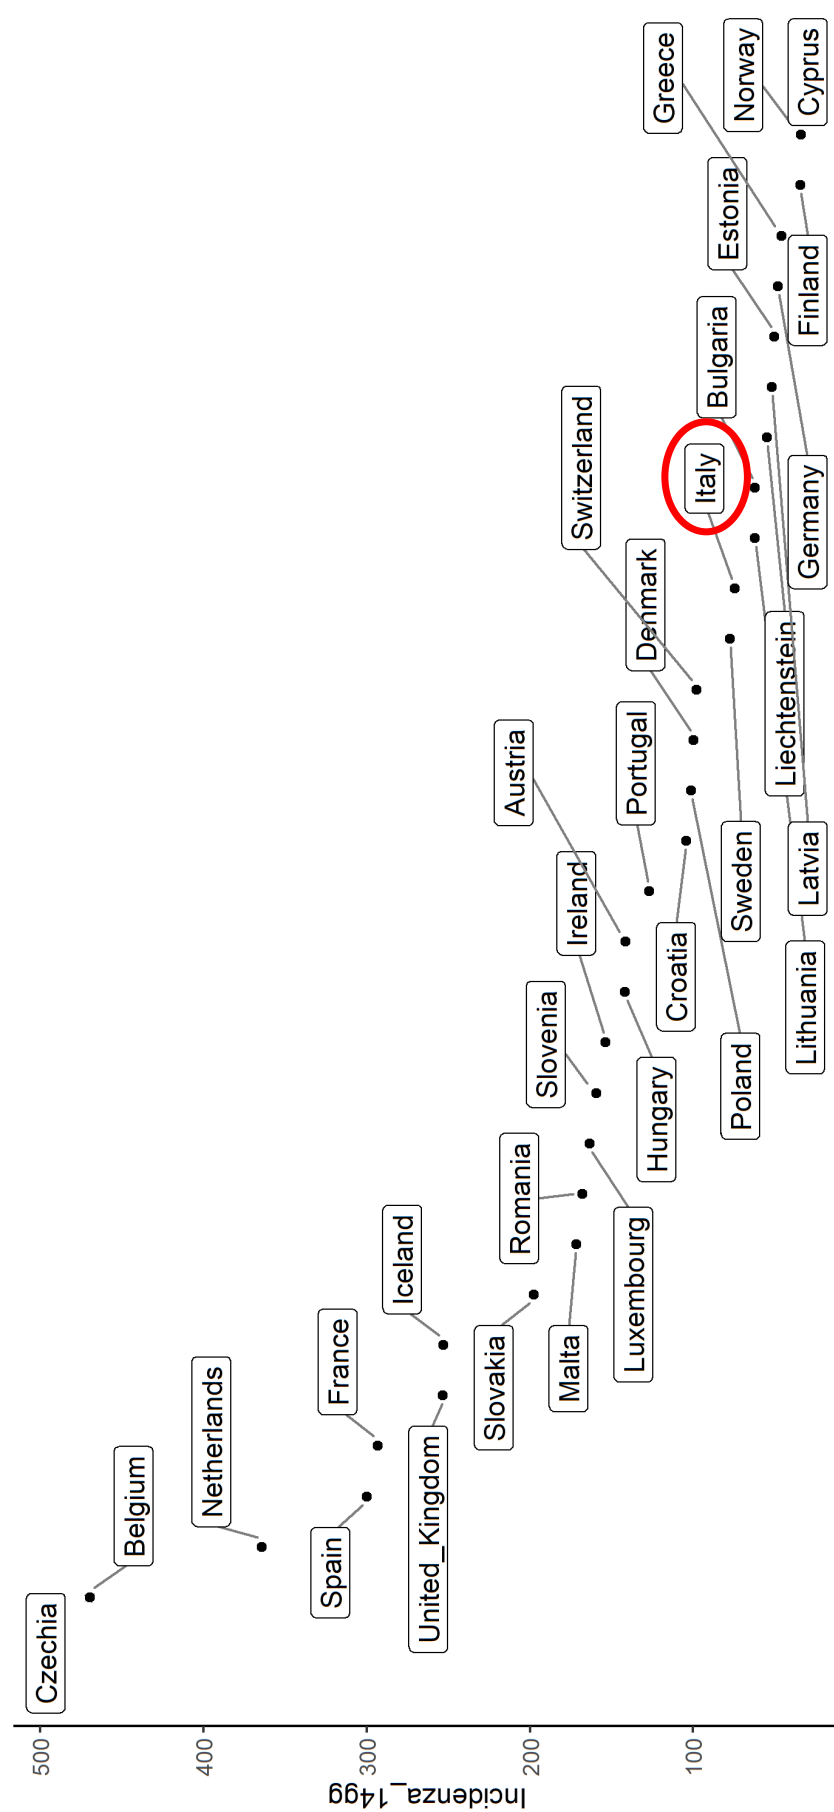 Incidenza_14gg
500
400
300
200
100
Czechia
Belgium
Netherlands
Spain
France
United_Kingdom
Iceland
Slovakia
Malta
Romania
Luxembourg
Slovenia
Ireland
Hungary
Austria
Portugal
Croatia
Poland
Denmark
Switzerland
Sweden
Italy
Lithuania
Bulgaria
Liechtenstein
Latvia
Estonia
Germany
Greece
Finland
Norway
Cyprus